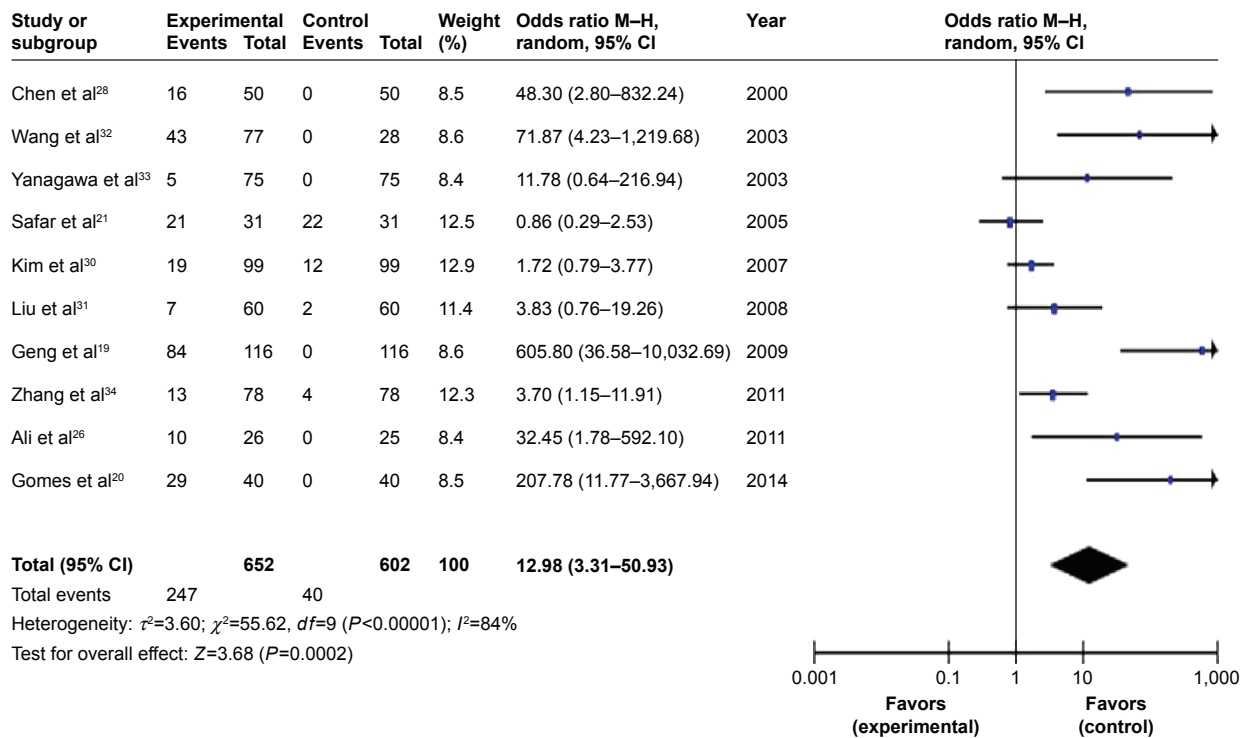 Study or Experimental Control Weight Odds ratio M–H, Year Odds ratio M–H,
subgroup Events Total Events Total (%) random, 95% CI random, 95% CI
Chen et al²⁸ 16 50 0 50 8.5 48.30 (2.80–832.24) 2000
Wang et al³² 43 77 0 28 8.6 71.87 (4.23–1,219.68) 2003
Yanagawa et al³³ 5 75 0 75 8.4 11.78 (0.64–216.94) 2003
Safar et al²¹ 21 31 22 31 12.5 0.86 (0.29–2.53) 2005
Kim et al³⁰ 19 99 12 99 12.9 1.72 (0.79–3.77) 2007
Liu et al³¹ 7 60 2 60 11.4 3.83 (0.76–19.26) 2008
Geng et al¹⁹ 84 116 0 116 8.6 605.80 (36.58–10,032.69) 2009
Zhang et al³⁴ 13 78 4 78 12.3 3.70 (1.15–11.91) 2011
Ali et al²⁶ 10 26 0 25 8.4 32.45 (1.78–592.10) 2011
Gomes et al²⁰ 29 40 0 40 8.5 207.78 (11.77–3,667.94) 2014
Total (95% CI) 652 602 100 12.98 (3.31–50.93)
Total events 247 40
Heterogeneity: τ²=3.60; χ²=55.62, df=9 (P<0.00001); I²=84%
Test for overall effect: Z=3.68 (P=0.0002)
0.001 0.1 1 10 1,000
Favors Favors
(experimental) (control)